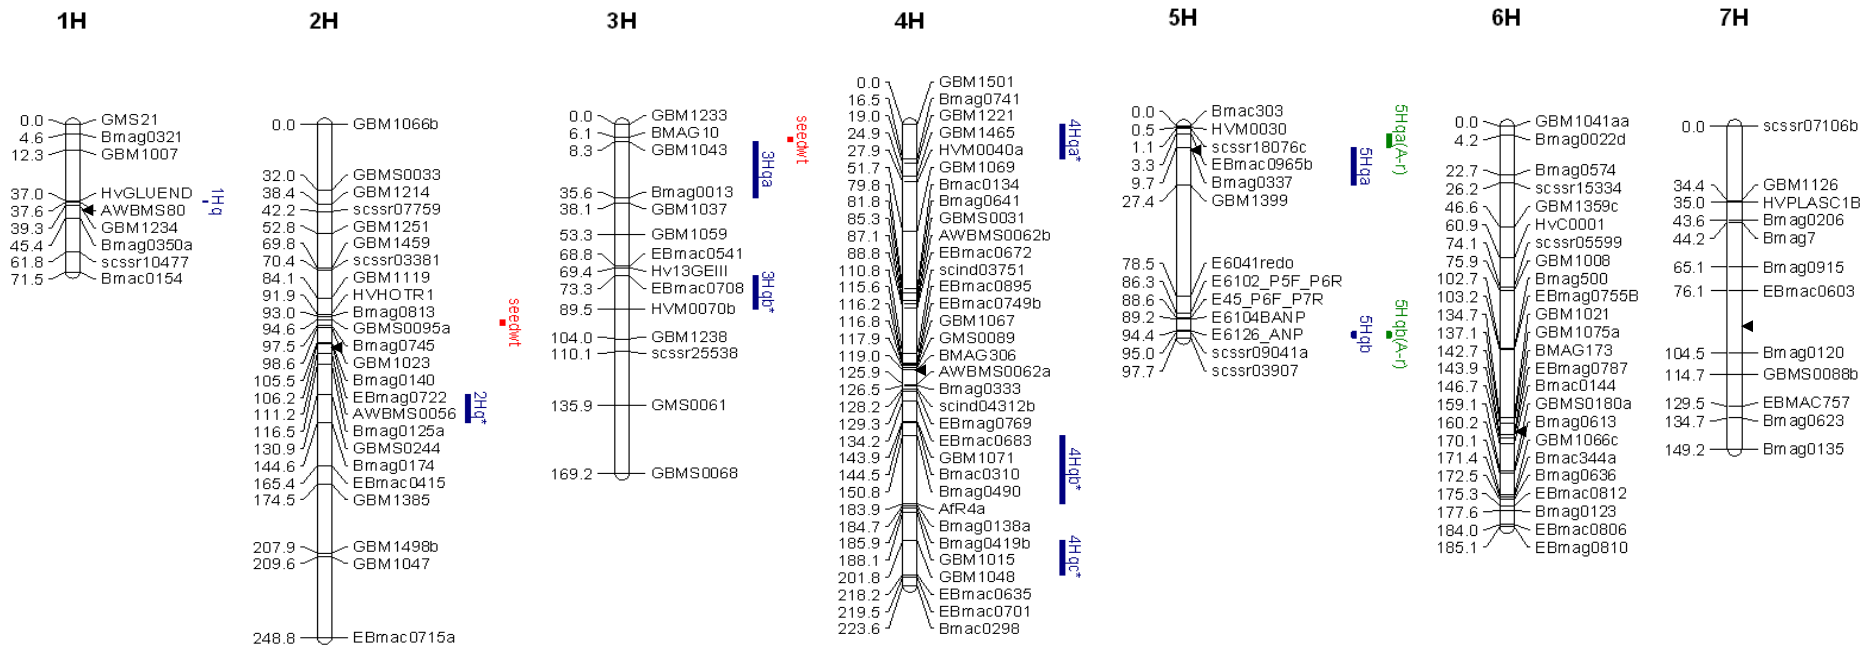 1H
0.0 GMS21
4.6 Bmag0321
12.3 GBM1007
37.0 HvGLUEND
37.6 AWBMS80
39.3 GBM1234
45.4 Bmag0350a
61.8 scssr10477
71.5 Bmac0154
1Hq
2H
0.0 GBM1066b
32.0 GBMS0033
38.4 GBM1214
42.2 scssr07759
52.8 GBM1251
69.8 GBM1459
70.4 scssr03381
84.1 GBM1119
91.9 HVHOTR1
93.0 Bmag0813
94.6 GBMS0095a
97.5 Bmag0745
98.6 GBM1023
105.5 Bmag0140
106.2 EBmag0722
111.2 AWBMS0056
116.5 Bmag0125a
130.9 GBMS0244
144.6 Bmag0174
165.4 EBmac0415
174.5 GBM1385
207.9 GBM1498b
209.6 GBM1047
248.8 EBmac0715a
2Hq*
seedwt
3H
0.0 GBM1233
6.1 BMAG10
8.3 GBM1043
35.6 Bmag0013
38.1 GBM1037
53.3 GBM1059
68.8 EBmac0541
69.4 Hv13GEIII
73.3 EBmac0708
89.5 HVM0070b
104.0 GBM1238
110.1 scssr25538
135.9 GMS0061
169.2 GBMS0068
3Hqa
3Hqb*
seedwt
4H
0.0 GBM1501
16.5 Bmag0741
19.0 GBM1221
24.9 GBM1465
27.9 HVM0040a
51.7 GBM1069
79.8 Bmac0134
81.8 Bmag0641
85.3 GBMS0031
87.1 AWBMS0062b
88.8 EBmac0672
110.8 scind03751
115.6 EBmac0895
116.2 EBmac0749b
116.8 GBM1067
117.9 GMS0089
119.0 BMAG306
125.9 AWBMS0062a
126.5 Bmag0333
128.2 scind04312b
129.3 EBmag0769
134.2 EBmac0683
143.9 GBM1071
144.5 Bmac0310
150.8 Bmag0490
183.9 AfR4a
184.7 Bmag0138a
185.9 Bmag0419b
188.1 GBM1015
201.8 GBM1048
218.2 EBmac0635
219.5 EBmac0701
223.6 Bmac0298
4Hqa*
4Hqb*
4Hqc*
5H
0.0 Bmac303
0.5 HVM0030
1.1 scssr18076c
3.3 EBmac0965b
9.7 Bmag0337
27.4 GBM1399
78.5 E6041redo
86.3 E6102_P5F_P6R
88.6 E45_P6F_P7R
89.2 E6104BANP
94.4 E6126_ANP
95.0 scssr09041a
97.7 scssr03907
5Hqa
5Hqb
5Hqa(A-r)
5Hqb(A-r)
6H
0.0 GBM1041aa
4.2 Bmag0022d
22.7 Bmag0574
26.2 scssr15334
46.6 GBM1359c
60.9 HvC0001
74.1 scssr05599
75.9 GBM1008
102.7 Bmag500
103.2 EBmag0755B
134.7 GBM1021
137.1 GBM1075a
142.7 BMAG173
143.9 EBmag0787
146.7 Bmac0144
159.1 GBMS0180a
160.2 Bmag0613
170.1 GBM1066c
171.4 Bmac344a
172.5 Bmag0636
175.3 EBmac0812
177.6 Bmag0123
184.0 EBmac0806
185.1 EBmag0810
7H
0.0 scssr07106b
34.4 GBM1126
35.0 HVPLASC1B
43.6 Bmag0206
44.2 Bmag7
65.1 Bmag0915
76.1 EBmac0603
104.5 Bmag0120
114.7 GBMS0088b
129.5 EBMAC757
134.7 Bmag0623
149.2 Bmag0135